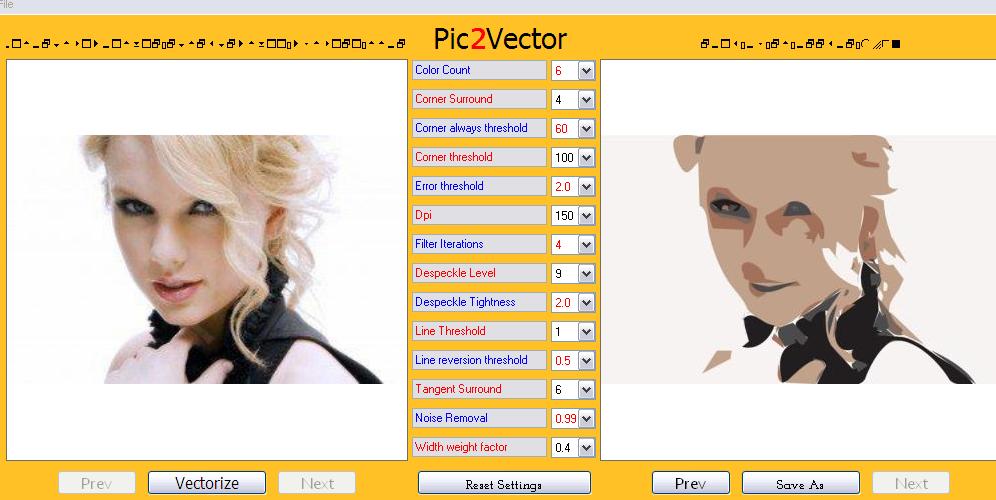 File
Pic2Vector
Color Count 6
Corner Surround 4
Corner always threshold 60
Corner threshold 100
Error threshold 2.0
Dpi 150
Filter Iterations 4
Despeckle Level 9
Despeckle Tightness 2.0
Line Threshold 1
Line reversion threshold 0.5
Tangent Surround 6
Noise Removal 0.99
Width weight factor 0.4
Prev Vectorize Next Reset Settings Prev Save As Next